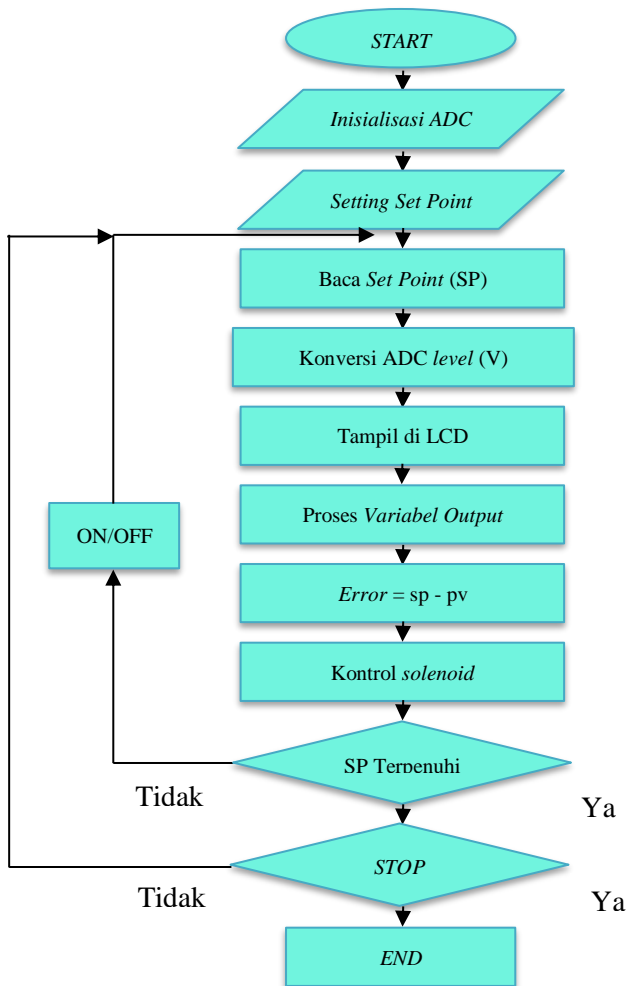 START
Inisialisasi ADC
Setting Set Point
Baca Set Point (SP)
Konversi ADC level (V)
Tampil di LCD
Proses Variabel Output
ON/OFF
Error = sp - pv
Kontrol solenoid
SP Terpenuhi
Tidak
Ya
STOP
Tidak
Ya
END